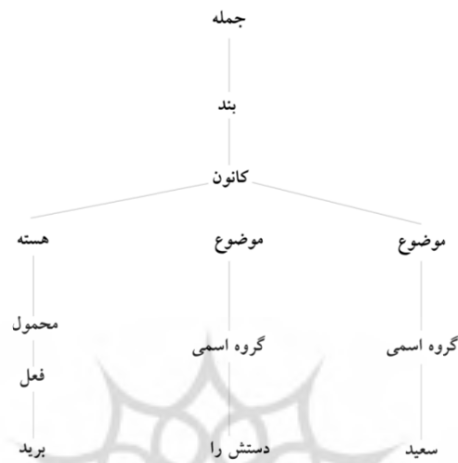 جمله
بند
کانون
موضوع موضوع هسته
محمول
گروه اسمی گروه اسمی
فعل
سعید دستش را برید